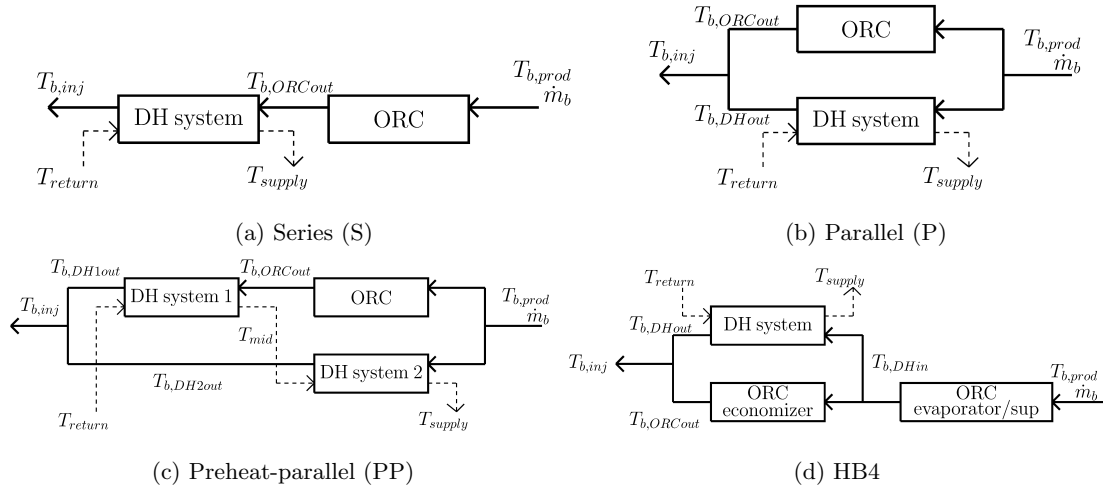 T_{b,inj}
T_{b,ORCout}
T_{b,prod}
ṁ_b
DH system
ORC
T_{return}
T_{supply}
(a) Series (S)
T_{b,ORCout}
ORC
T_{b,prod}
ṁ_b
T_{b,inj}
T_{b,DHout}
DH system
T_{return}
T_{supply}
(b) Parallel (P)
T_{b,DH1out}
T_{b,ORCout}
T_{b,inj}
DH system 1
ORC
T_{b,prod}
ṁ_b
T_{mid}
T_{b,DH2out}
DH system 2
T_{return}
T_{supply}
(c) Preheat-parallel (PP)
T_{return}
T_{supply}
T_{b,DHout}
DH system
T_{b,inj}
T_{b,DHin}
T_{b,prod}
ṁ_b
ORC
economizer
ORC
evaporator/sup
T_{b,ORCout}
(d) HB4